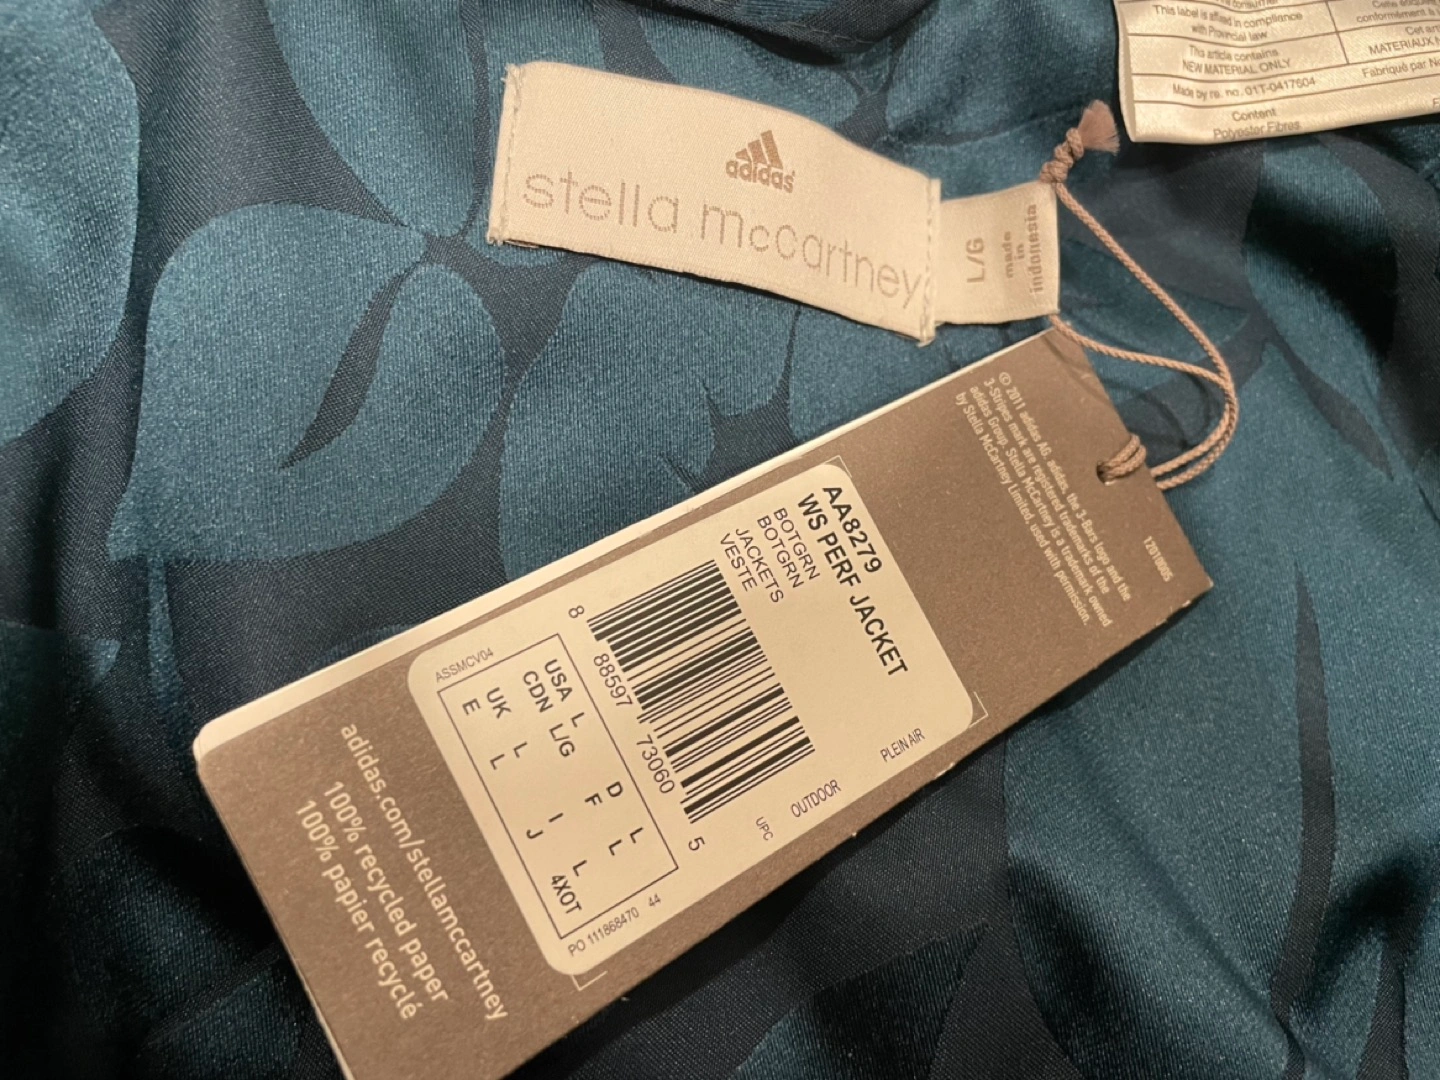 This label is affixed in compliance
with Provincial law
This article contains
NEW MATERIAL ONLY
Made by re. no. 01T-0417604
Content
Polyester Fibres
conformément
MATERIAUX
Fabriqué par
adidas
stella mccartney
L/G
made
in
indonesia
© 2011 adidas AG. adidas, the 3-Bars logo and the
3-Stripes mark are registered trademarks of the
adidas Group. Stella McCartney is a trademark owned
by Stella McCartney Limited, used with permission.
12010605
AA8279
WS PERF JACKET
BOTGRN
BOTGRN
JACKETS
VESTE
8 88597 73060 5
UPC
OUTDOOR
PLEIN AIR
ASSMCV04
USA L D L
CDN L/G F L
UK L I L
E L J 4XOT
PO 111868470 44
adidas.com/stellamccartney
100% recycled paper
100% papier recyclé